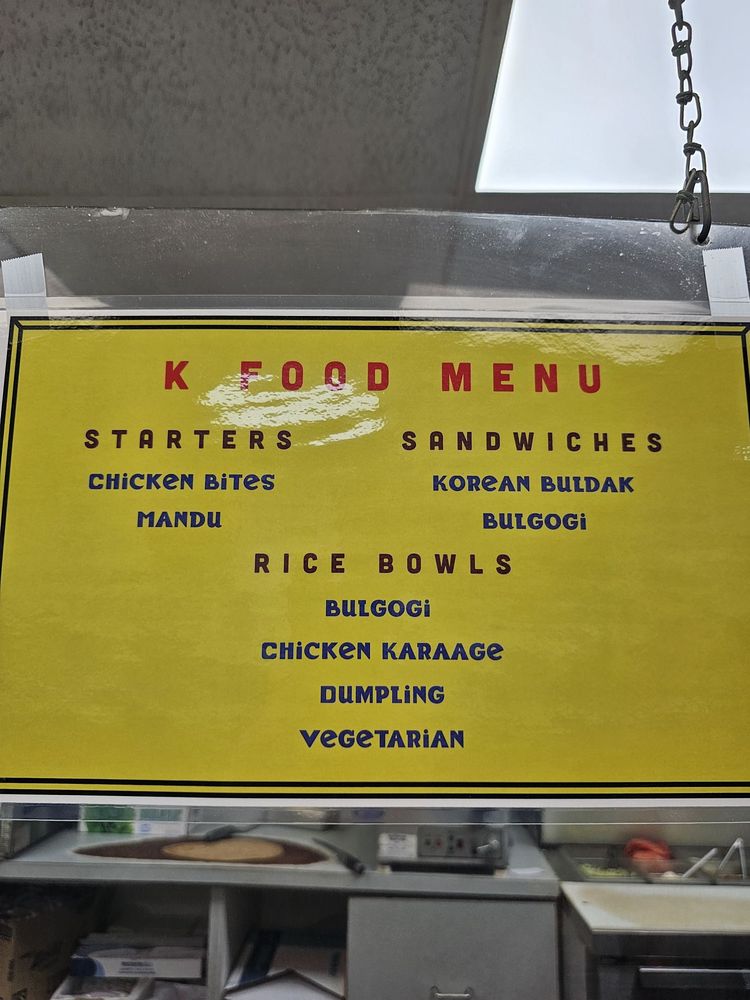 K FOOD MENU
STARTERS
CHiCKeN BiTeS
MANDU
SANDWICHES
KOReAN BULDAK
BULGOGi
RICE BOWLS
BULGOGi
CHiCKeN KARAAGe
DUMPLiNG
VeGeTARiAN